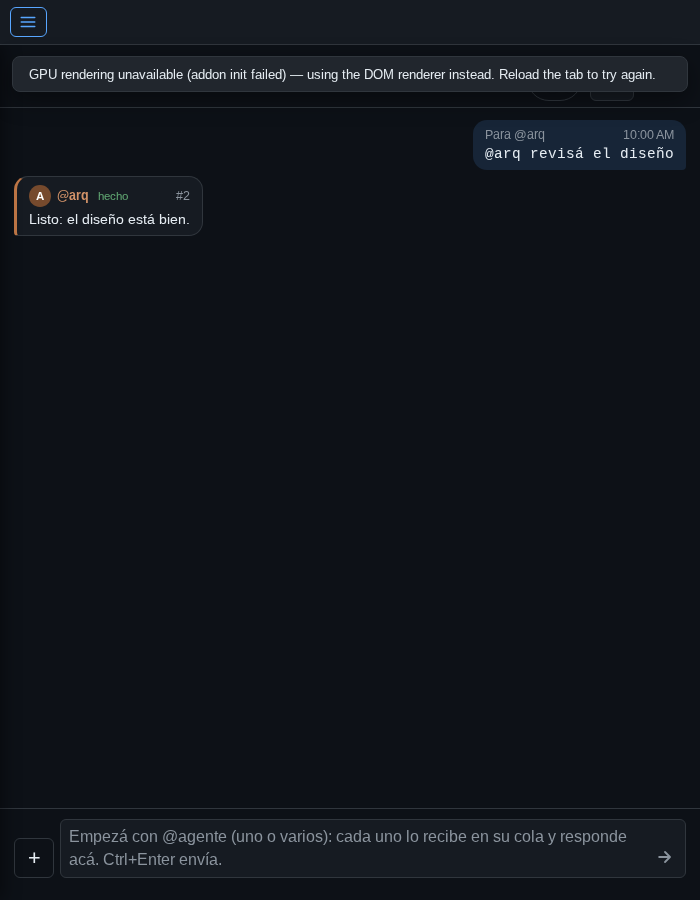 GPU rendering unavailable (addon init failed) — using the DOM renderer instead. Reload the tab to try again.
Para @arq 10:00 AM
@arq revisá el diseño
A @arq hecho #2
Listo: el diseño está bien.
+ Empezá con @agente (uno o varios): cada uno lo recibe en su cola y responde
acá. Ctrl+Enter envía.